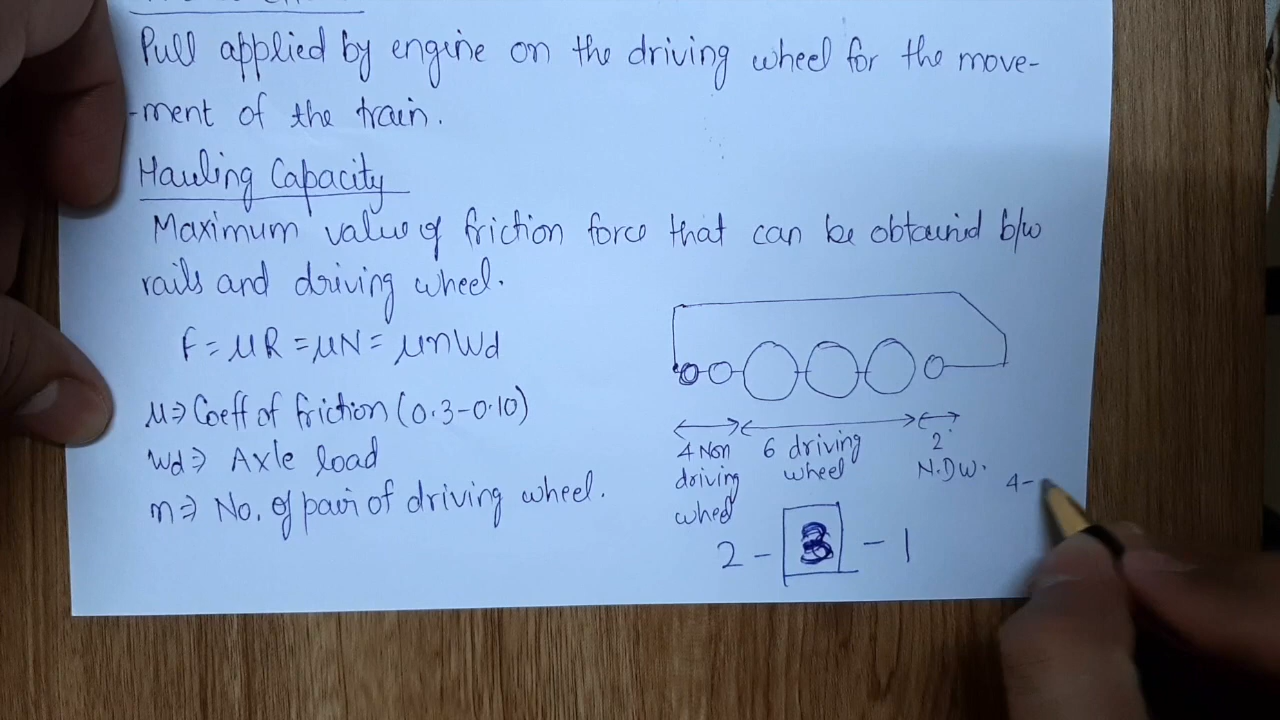 Pull applied by engine on the driving wheel for the move-
-ment of the train.
Hauling Capacity
Maximum value of friction force that can be obtained b/w
rails and driving wheel.
F = μR = μN = μnWd
μ => Coeff of friction (0.3-0.10)
Wd => Axle load
n => No. of pair of driving wheel.
4 Non
driving
wheel
6 driving
wheel
2
N.D.W.
2 - 3 - 1
4-